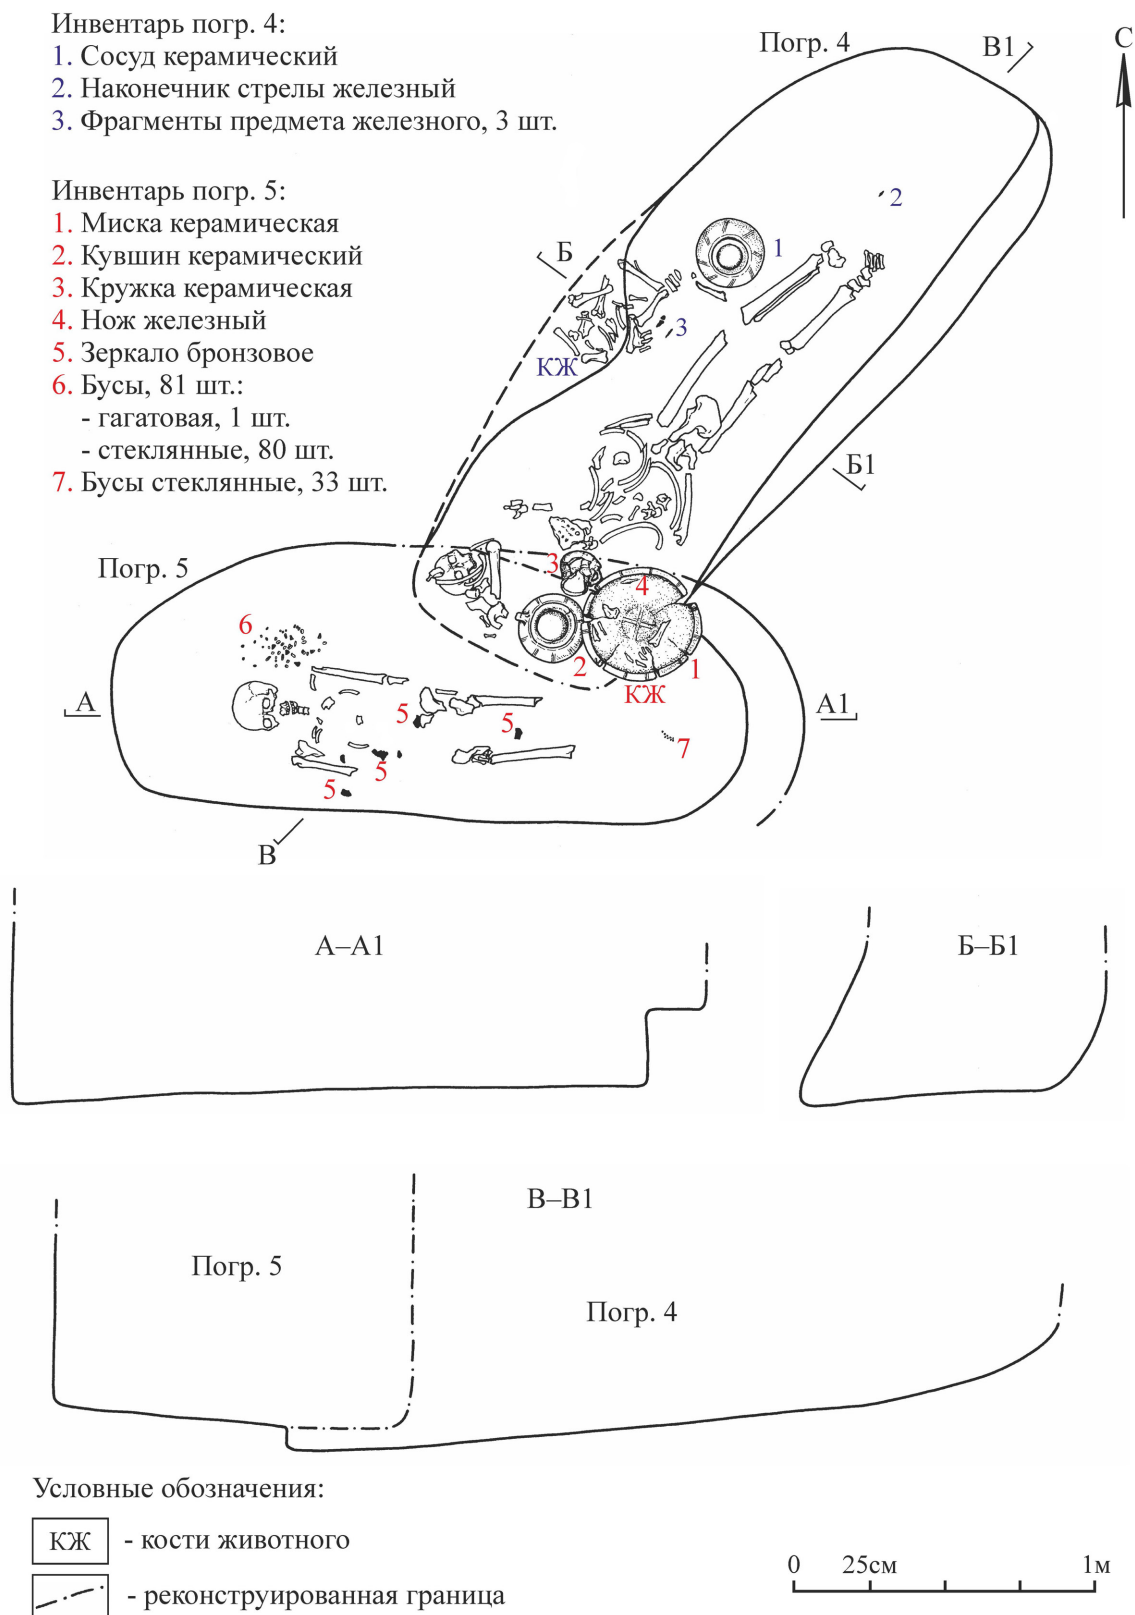 Инвентарь погр. 4:
1. Сосуд керамический
2. Наконечник стрелы железный
3. Фрагменты предмета железного, 3 шт.
Инвентарь погр. 5:
1. Миска керамическая
2. Кувшин керамический
3. Кружка керамическая
4. Нож железный
5. Зеркало бронзовое
6. Бусы, 81 шт.:
- гагатовая, 1 шт.
- стеклянные, 80 шт.
7. Бусы стеклянные, 33 шт.
Погр. 4
В1
С
2
1
Б
3
КЖ
Б1
Погр. 5
3
4
6
2
1
КЖ
А
5
5
А1
7
5
5
В
А–А1
Б–Б1
В–В1
Погр. 5
Погр. 4
Условные обозначения:
КЖ - кости животного
- реконструированная граница
0 25см 1м